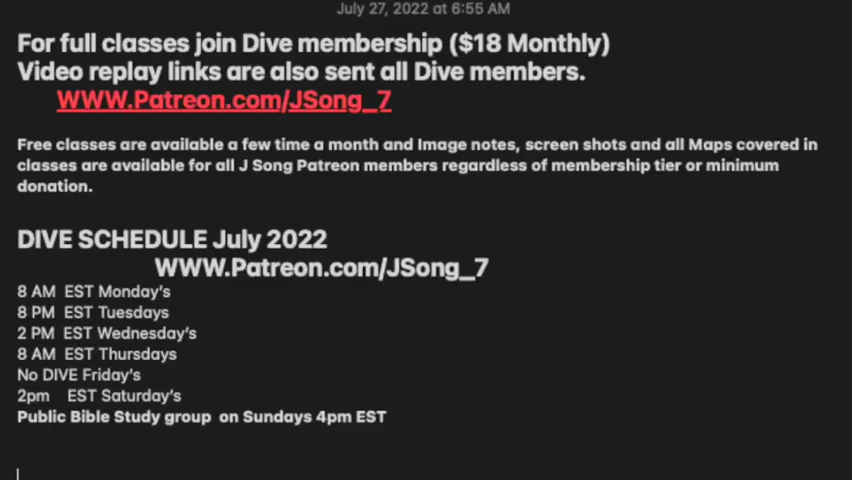 July 27, 2022 at 6:55 AM
For full classes join Dive membership ($18 Monthly)
Video replay links are also sent all Dive members.
WWW.Patreon.com/JSong_7
Free classes are available a few time a month and Image notes, screen shots and all Maps covered in
classes are available for all J Song Patreon members regardless of membership tier or minimum
donation.
DIVE SCHEDULE July 2022
WWW.Patreon.com/JSong_7
8 AM EST Monday’s
8 PM EST Tuesdays
2 PM EST Wednesday’s
8 AM EST Thursdays
No DIVE Friday’s
2pm EST Saturday’s
Public Bible Study group on Sundays 4pm EST